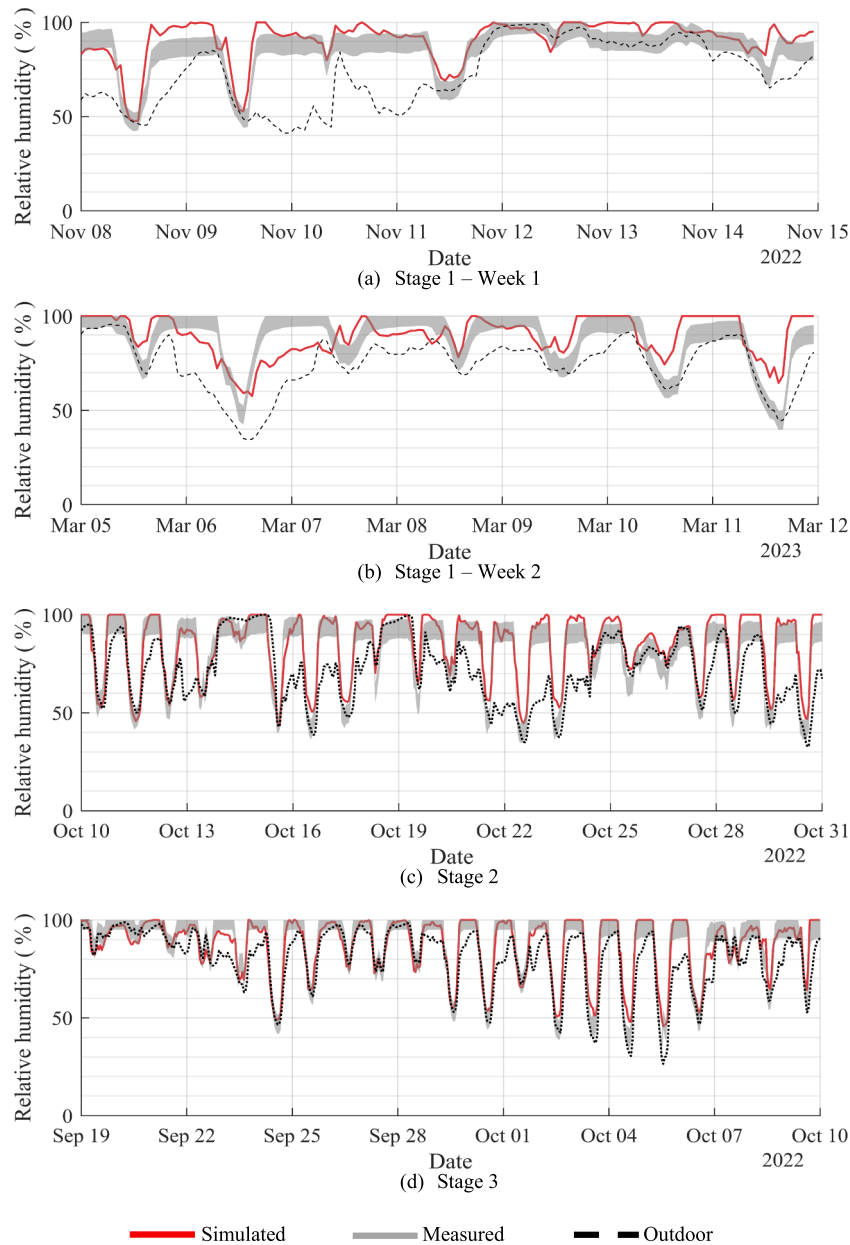 Relative humidity ( % )
100
50
0
Nov 08 Nov 09 Nov 10 Nov 11 Nov 12 Nov 13 Nov 14 Nov 15
Date 2022
(a) Stage 1 – Week 1
Relative humidity ( % )
100
50
0
Mar 05 Mar 06 Mar 07 Mar 08 Mar 09 Mar 10 Mar 11 Mar 12
Date 2023
(b) Stage 1 – Week 2
Relative humidity ( % )
100
50
0
Oct 10 Oct 13 Oct 16 Oct 19 Oct 22 Oct 25 Oct 28 Oct 31
Date 2022
(c) Stage 2
Relative humidity ( % )
100
50
0
Sep 19 Sep 22 Sep 25 Sep 28 Oct 01 Oct 04 Oct 07 Oct 10
Date 2022
(d) Stage 3
Simulated Measured Outdoor